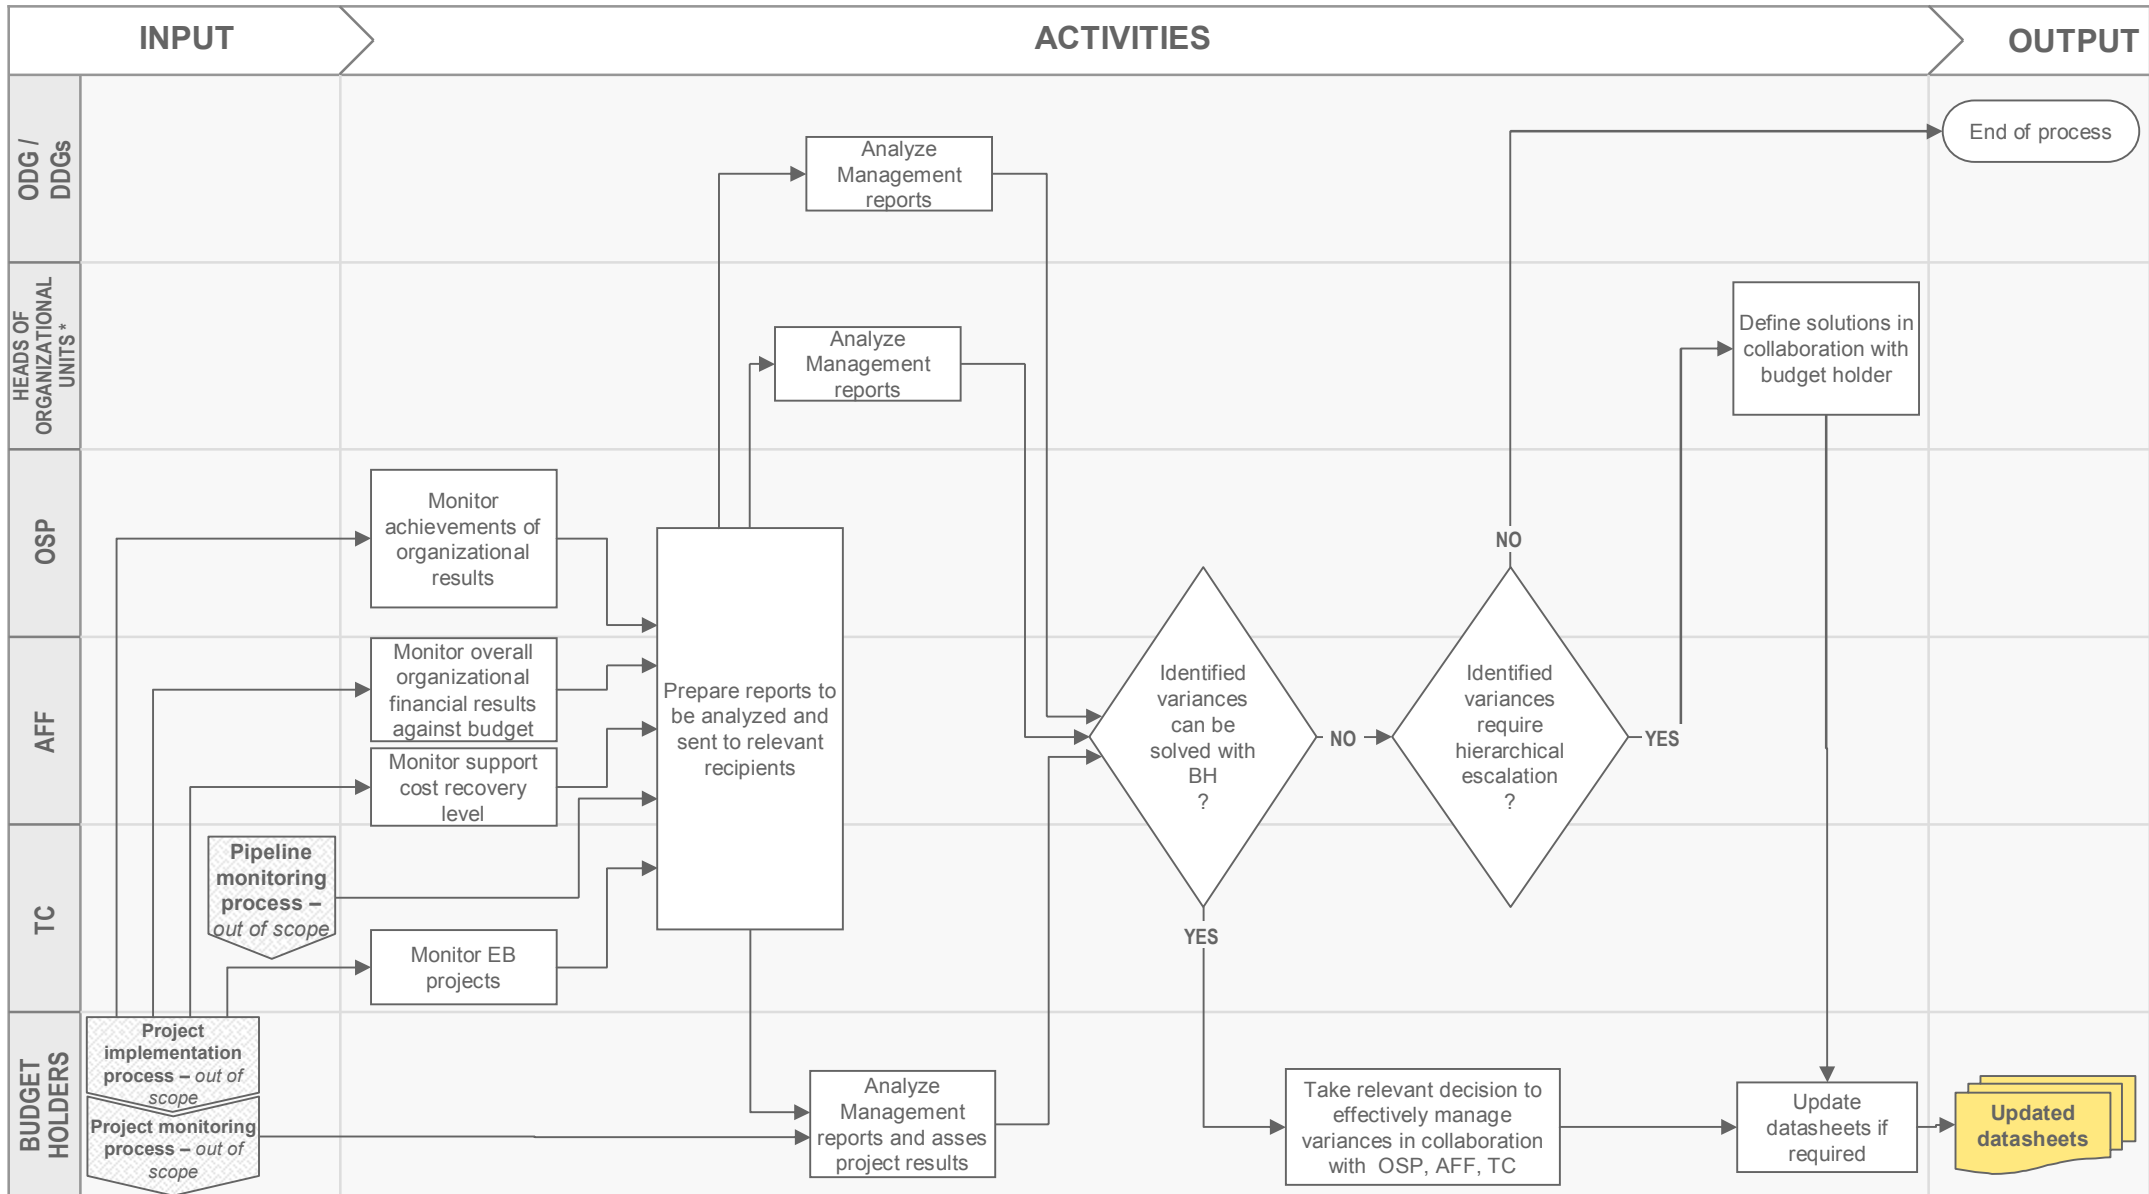 INPUT
ACTIVITIES
OUTPUT
ODG /
DDGs
Analyze
Management
reports
End of process
HEADS OF
ORGANIZATIONAL
UNITS *
Analyze
Management
reports
Define solutions in
collaboration with
budget holder
OSP
Monitor
achievements of
organizational
results
NO
AFF
Monitor overall
organizational
financial results
against budget
Monitor support
cost recovery
level
Prepare reports to
be analyzed and
sent to relevant
recipients
Identified
variances
can be
solved with
BH
?
NO
Identified
variances
require
hierarchical
escalation
?
YES
TC
Pipeline
monitoring
process –
out of scope
Monitor EB
projects
YES
BUDGET
HOLDERS
Project
implementation
process – out of
scope
Project monitoring
process – out of
scope
Analyze
Management
reports and asses
project results
Take relevant decision to
effectively manage
variances in collaboration
with OSP, AFF, TC
Update
datasheets if
required
Updated
datasheets